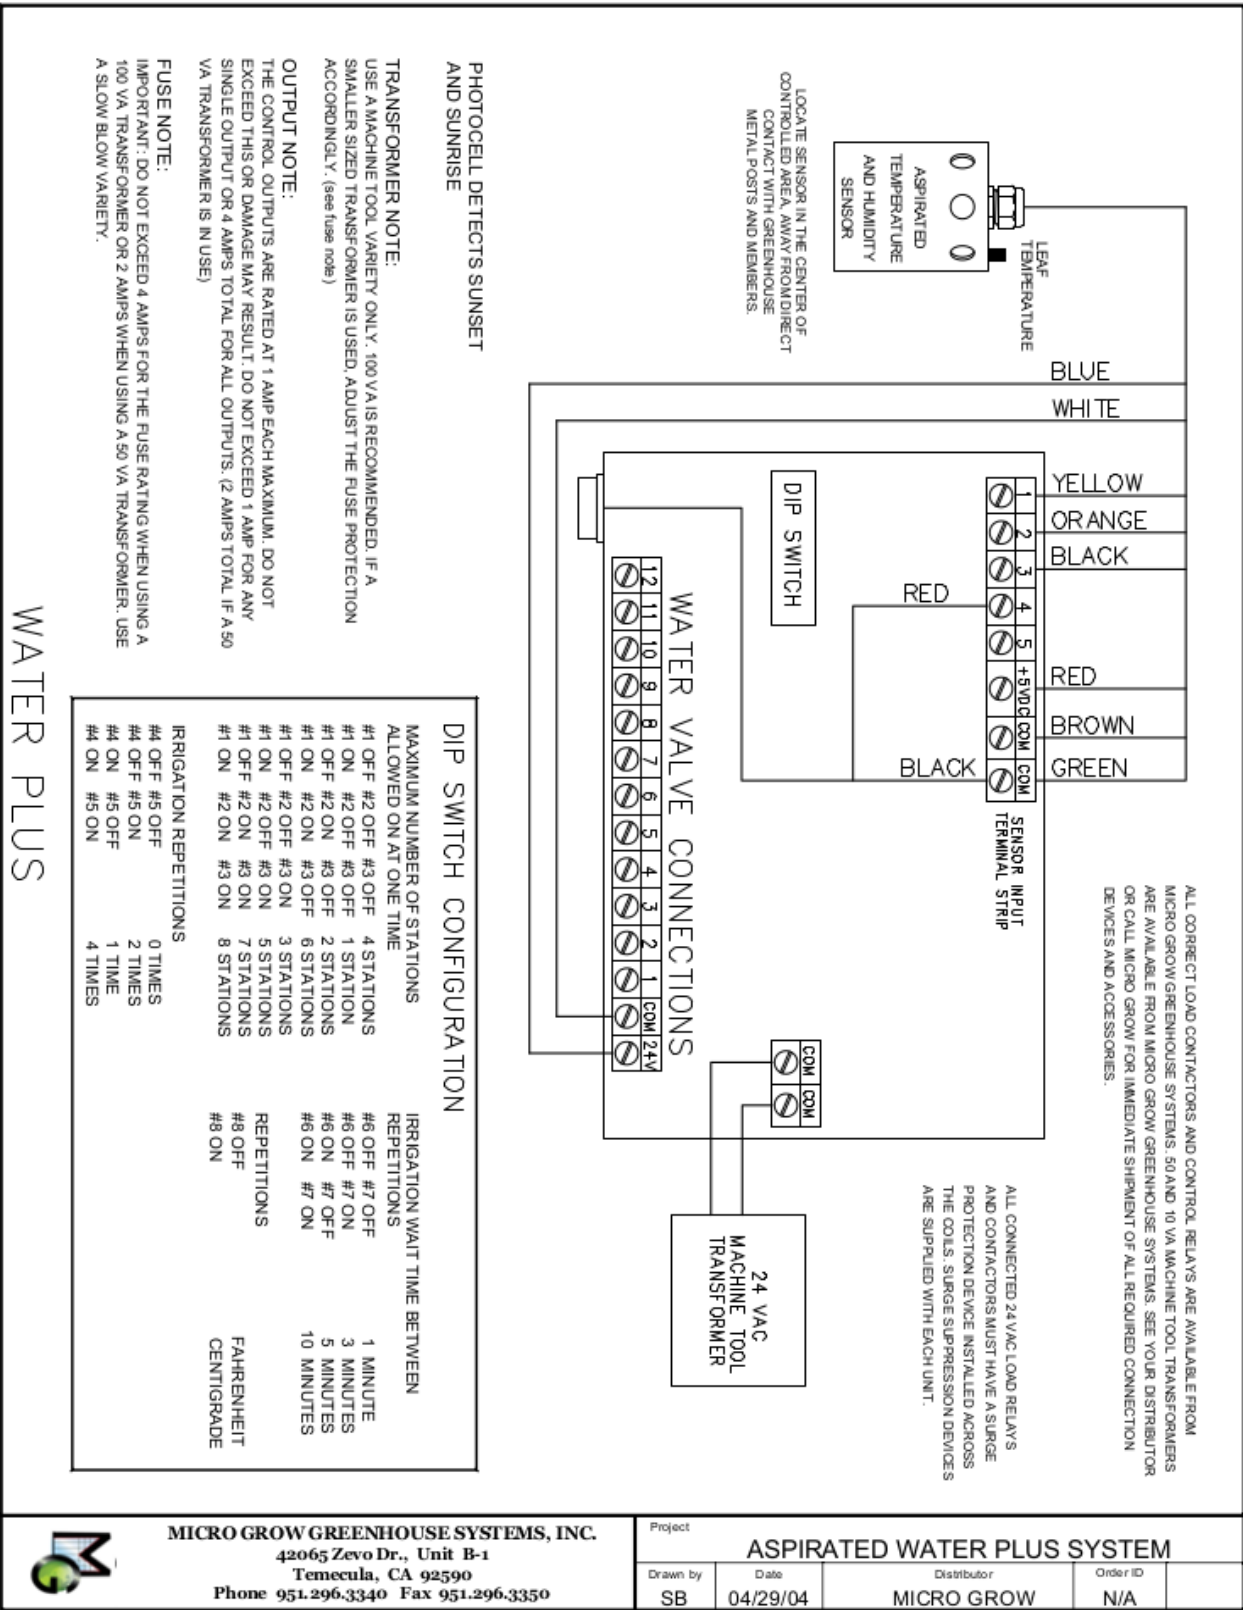 ALL CORRECT LOAD CONTACTORS AND CONTROL RELAYS ARE AVAILABLE FROM
MICRO GROW GREENHOUSE SYSTEMS. 50 AND 10 VA MACHINE TOOL TRANSFORMERS
ARE AVAILABLE FROM MICRO GROW GREENHOUSE SYSTEMS. SEE YOUR DISTRIBUTOR
OR CALL MICRO GROW FOR IMMEDIATE SHIPMENT OF ALL REQUIRED CONNECTION
DEVICES AND ACCESSORIES.
LEAF
TEMPERATURE
ASPIRATED
TEMPERATURE
AND HUMIDITY
SENSOR
LOCATE SENSOR IN THE CENTER OF
CONTROLLED AREA, AWAY FROM DIRECT
CONTACT WITH GREENHOUSE
METAL POSTS AND MEMBERS.
BLUE
WHITE
YELLOW
ORANGE
BLACK
RED
BROWN
GREEN
1 2 3 4 5 +5VDC COM COM
SENSOR INPUT
TERMINAL STRIP
RED
BLACK
DIP SWITCH
COM COM
ALL CONNECTED 24 VAC LOAD RELAYS
AND CONTACTORS MUST HAVE A SURGE
PROTECTION DEVICE INSTALLED ACROSS
THE COILS. SURGE SUPPRESSION DEVICES
ARE SUPPLIED WITH EACH UNIT.
24 VAC
MACHINE TOOL
TRANSFORMER
WATER VALVE CONNECTIONS
12 11 10 9 8 7 6 5 4 3 2 1 COM 24V
PHOTOCELL DETECTS SUNSET
AND SUNRISE
TRANSFORMER NOTE:
USE A MACHINE TOOL VARIETY ONLY. 100 VA IS RECOMMENDED. IF A
SMALLER SIZED TRANSFORMER IS USED, ADJUST THE FUSE PROTECTION
ACCORDINGLY. (see fuse note)
OUTPUT NOTE:
THE CONTROL OUTPUTS ARE RATED AT 1 AMP EACH MAXIMUM. DO NOT
EXCEED THIS OR DAMAGE MAY RESULT. DO NOT EXCEED 1 AMP FOR ANY
SINGLE OUTPUT OR 4 AMPS TOTAL FOR ALL OUTPUTS. (2 AMPS TOTAL IF A 50
VA TRANSFORMER IS IN USE)
FUSE NOTE:
IMPORTANT: DO NOT EXCEED 4 AMPS FOR THE FUSE RATING WHEN USING A
100 VA TRANSFORMER OR 2 AMPS WHEN USING A 50 VA TRANSFORMER. USE
A SLOW BLOW VARIETY.
DIP SWITCH CONFIGURATION
MAXIMUM NUMBER OF STATIONS
ALLOWED ON AT ONE TIME
#1 OFF #2 OFF #3 OFF 4 STATIONS
#1 ON #2 OFF #3 OFF 1 STATION
#1 OFF #2 ON #3 OFF 2 STATIONS
#1 ON #2 ON #3 OFF 6 STATIONS
#1 OFF #2 OFF #3 ON 3 STATIONS
#1 ON #2 OFF #3 ON 5 STATIONS
#1 OFF #2 ON #3 ON 7 STATIONS
#1 ON #2 ON #3 ON 8 STATIONS
IRRIGATION REPETITIONS
#4 OFF #5 OFF 0 TIMES
#4 OFF #5 ON 2 TIMES
#4 ON #5 OFF 1 TIME
#4 ON #5 ON 4 TIMES
IRRIGATION WAIT TIME BETWEEN
REPETITIONS
#6 OFF #7 OFF 1 MINUTE
#6 OFF #7 ON 3 MINUTES
#6 ON #7 OFF 5 MINUTES
#6 ON #7 ON 10 MINUTES
REPETITIONS
#8 OFF FAHRENHEIT
#8 ON CENTIGRADE
WATER PLUS
MICRO GROW GREENHOUSE SYSTEMS, INC.
42065 Zevo Dr., Unit B-1
Temecula, CA 92590
Phone 951.296.3340 Fax 951.296.3350
Project
ASPIRATED WATER PLUS SYSTEM
Drawn by
SB
Date
04/29/04
Distributor
MICRO GROW
Order ID
N/A